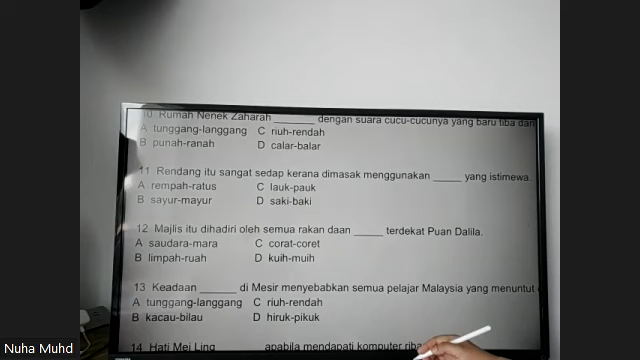 10 Rumah Nenek Zaharah ______ dengan suara cucu-cucunya yang baru tiba dari
A tunggang-langgang C riuh-rendah
B punah-ranah D calar-balar
11 Rendang itu sangat sedap kerana dimasak menggunakan _____ yang istimewa.
A rempah-ratus C lauk-pauk
B sayur-mayur D saki-baki
12 Majlis itu dihadiri oleh semua rakan daan _____ terdekat Puan Dalila.
A saudara-mara C corat-coret
B limpah-ruah D kuih-muih
13 Keadaan ______ di Mesir menyebabkan semua pelajar Malaysia yang menuntut
A tunggang-langgang C riuh-rendah
B kacau-bilau D hiruk-pikuk
14 Hati Mei Ling ______ apabila mendapati komputer
Nuha Muhd